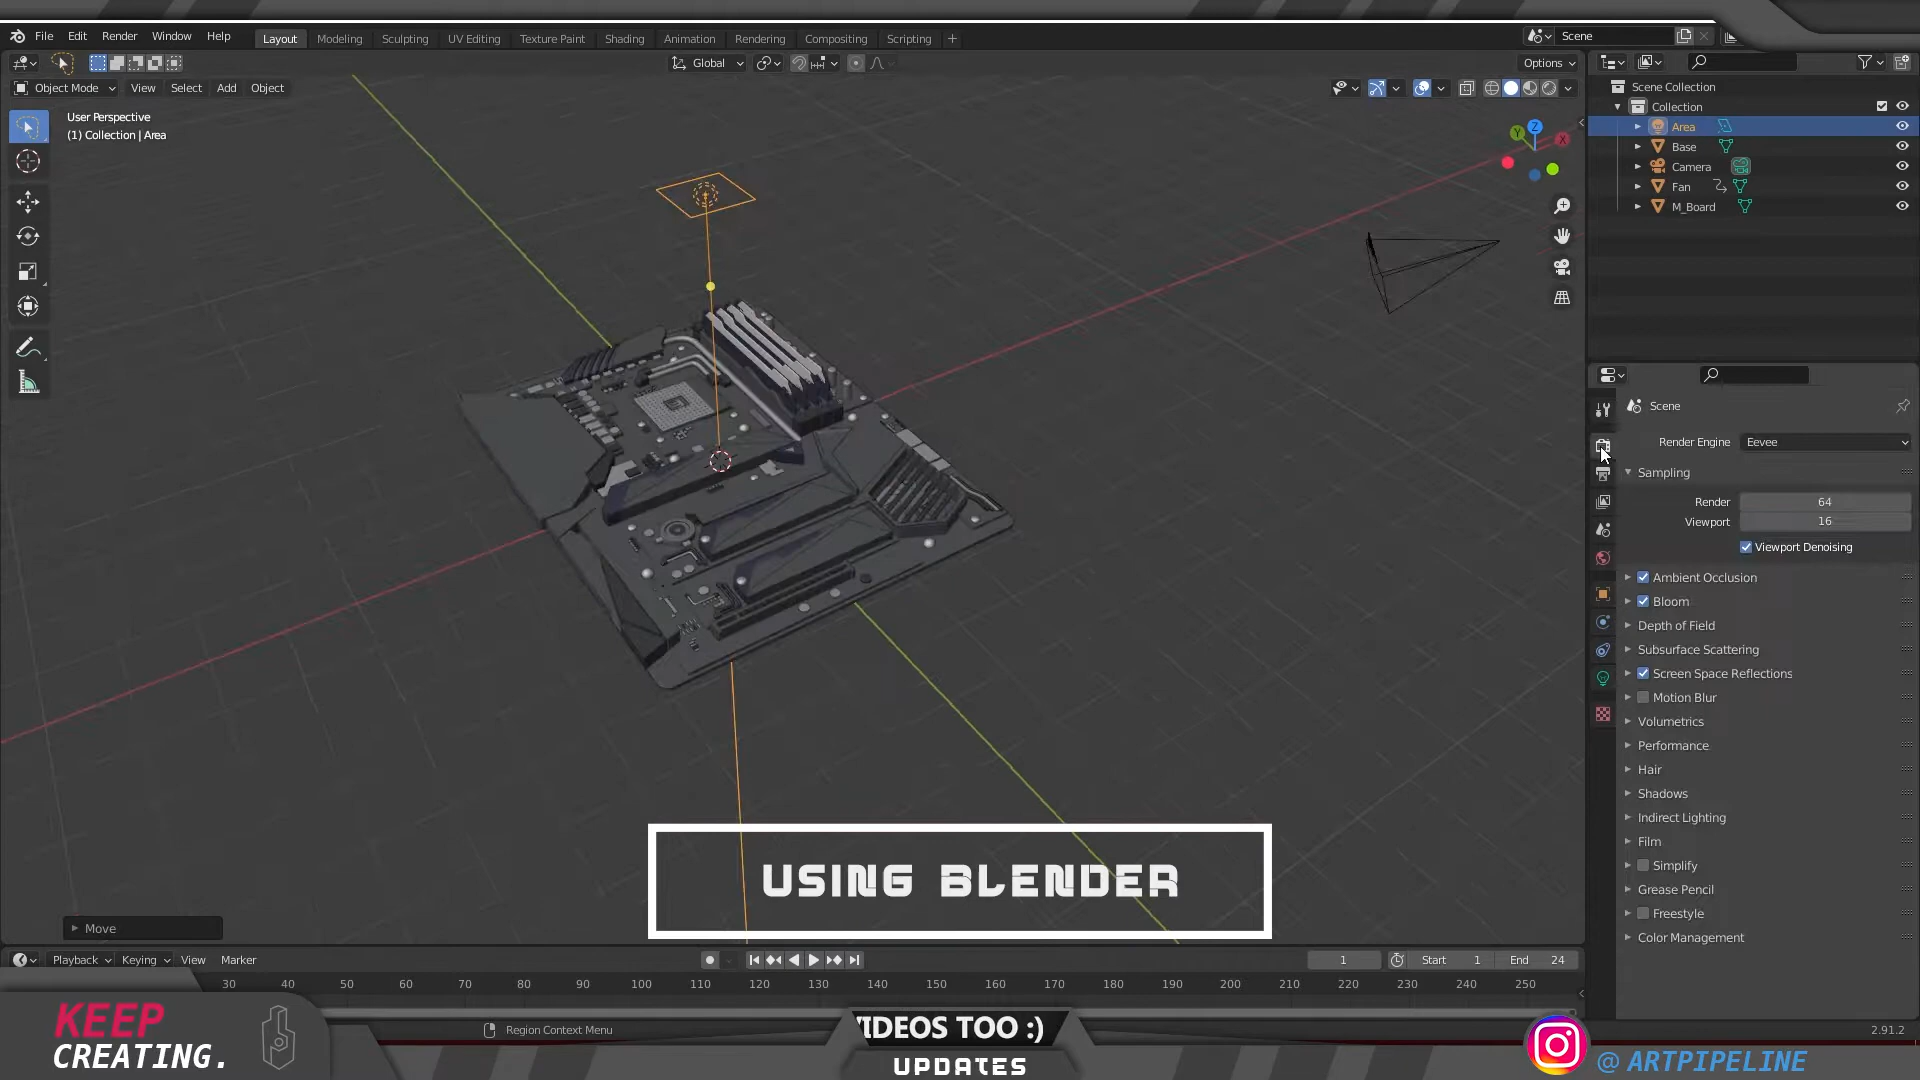 File Edit Render Window Help
Layout Modeling Sculpting UV Editing Texture Paint Shading Animation Rendering Compositing Scripting +
Scene
Global
Options
Object Mode View Select Add Object
User Perspective
(1) Collection | Area
Z
Y
X
Scene Collection
Collection
Area
Base
Camera
Fan
M_Board
Scene
Render Engine Eevee
Sampling
Render 64
Viewport 16
Viewport Denoising
Ambient Occlusion
Bloom
Depth of Field
Subsurface Scattering
Screen Space Reflections
Motion Blur
Volumetrics
Performance
Hair
Shadows
Indirect Lighting
Film
Simplify
Grease Pencil
Freestyle
Color Management
USING BLENDER
Move
Playback Keying View Marker
1 Start 1 End 24
30 40 50 60 70 80 90 100 110 120 130 140 150 160 170 180 190 200 210 220 230 240 250
Region Context Menu
2.91.2
KEEP
CREATING.
VIDEOS TOO :)
UPDATES
@ ARTPIPELINE